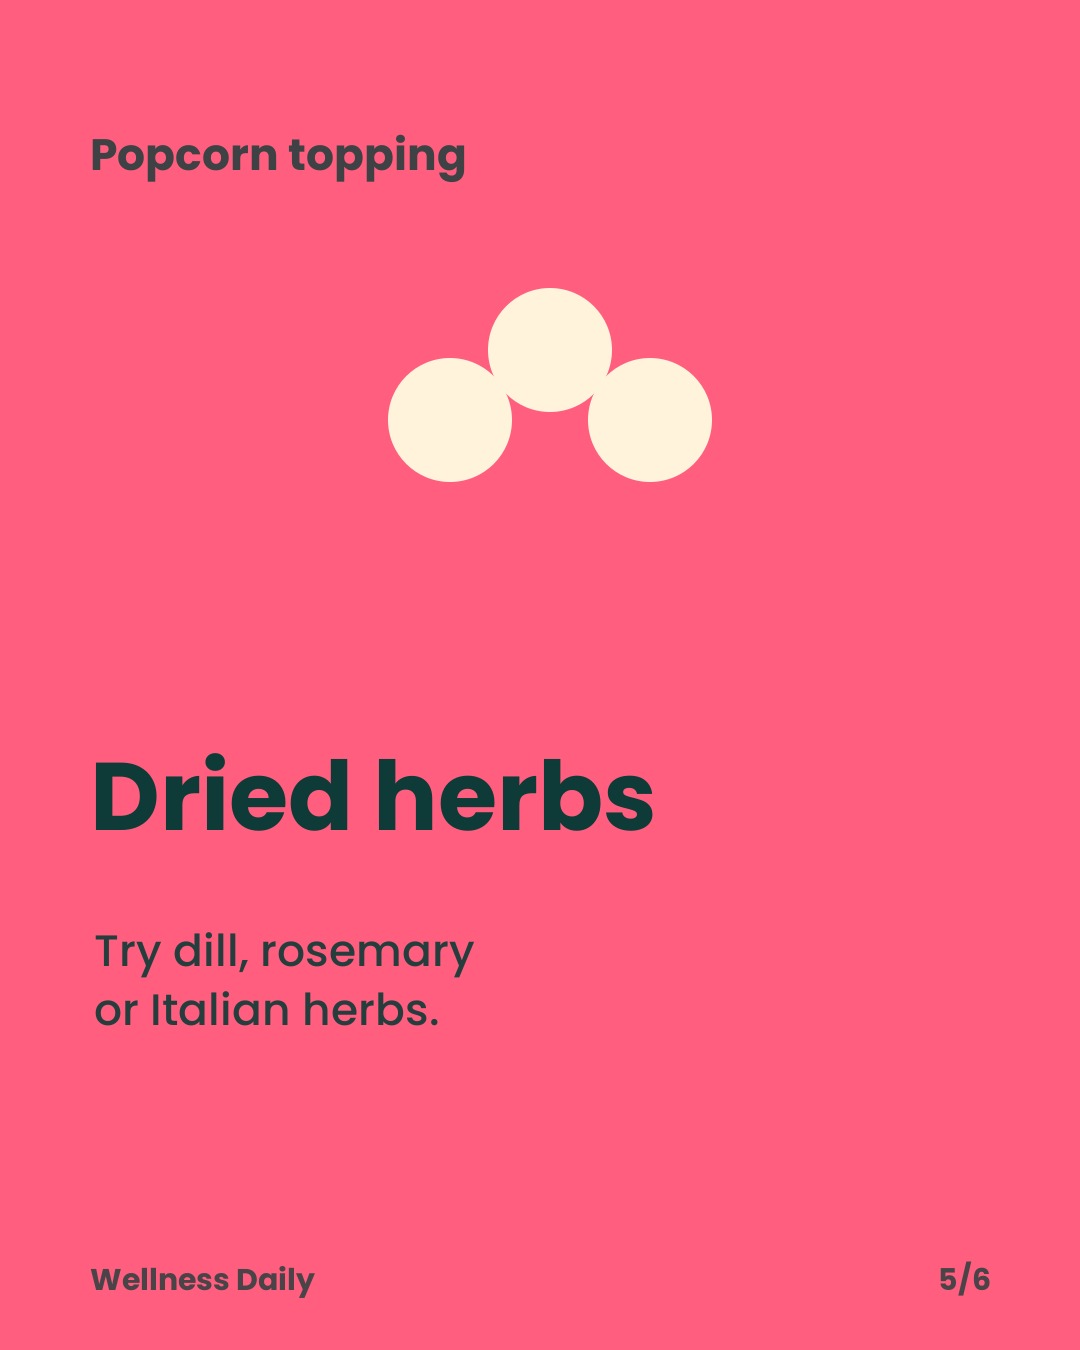 Popcorn topping
Dried herbs
Try dill, rosemary
or Italian herbs.
Wellness Daily
5/6